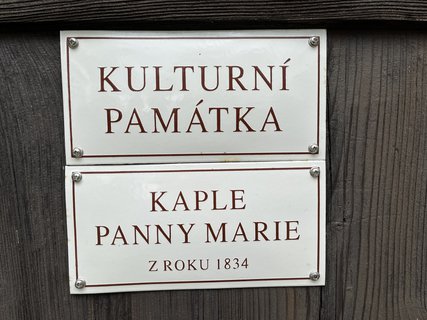 KULTURNÍ
PAMÁTKA
KAPLE
PANNY MARIE
Z ROKU 1834